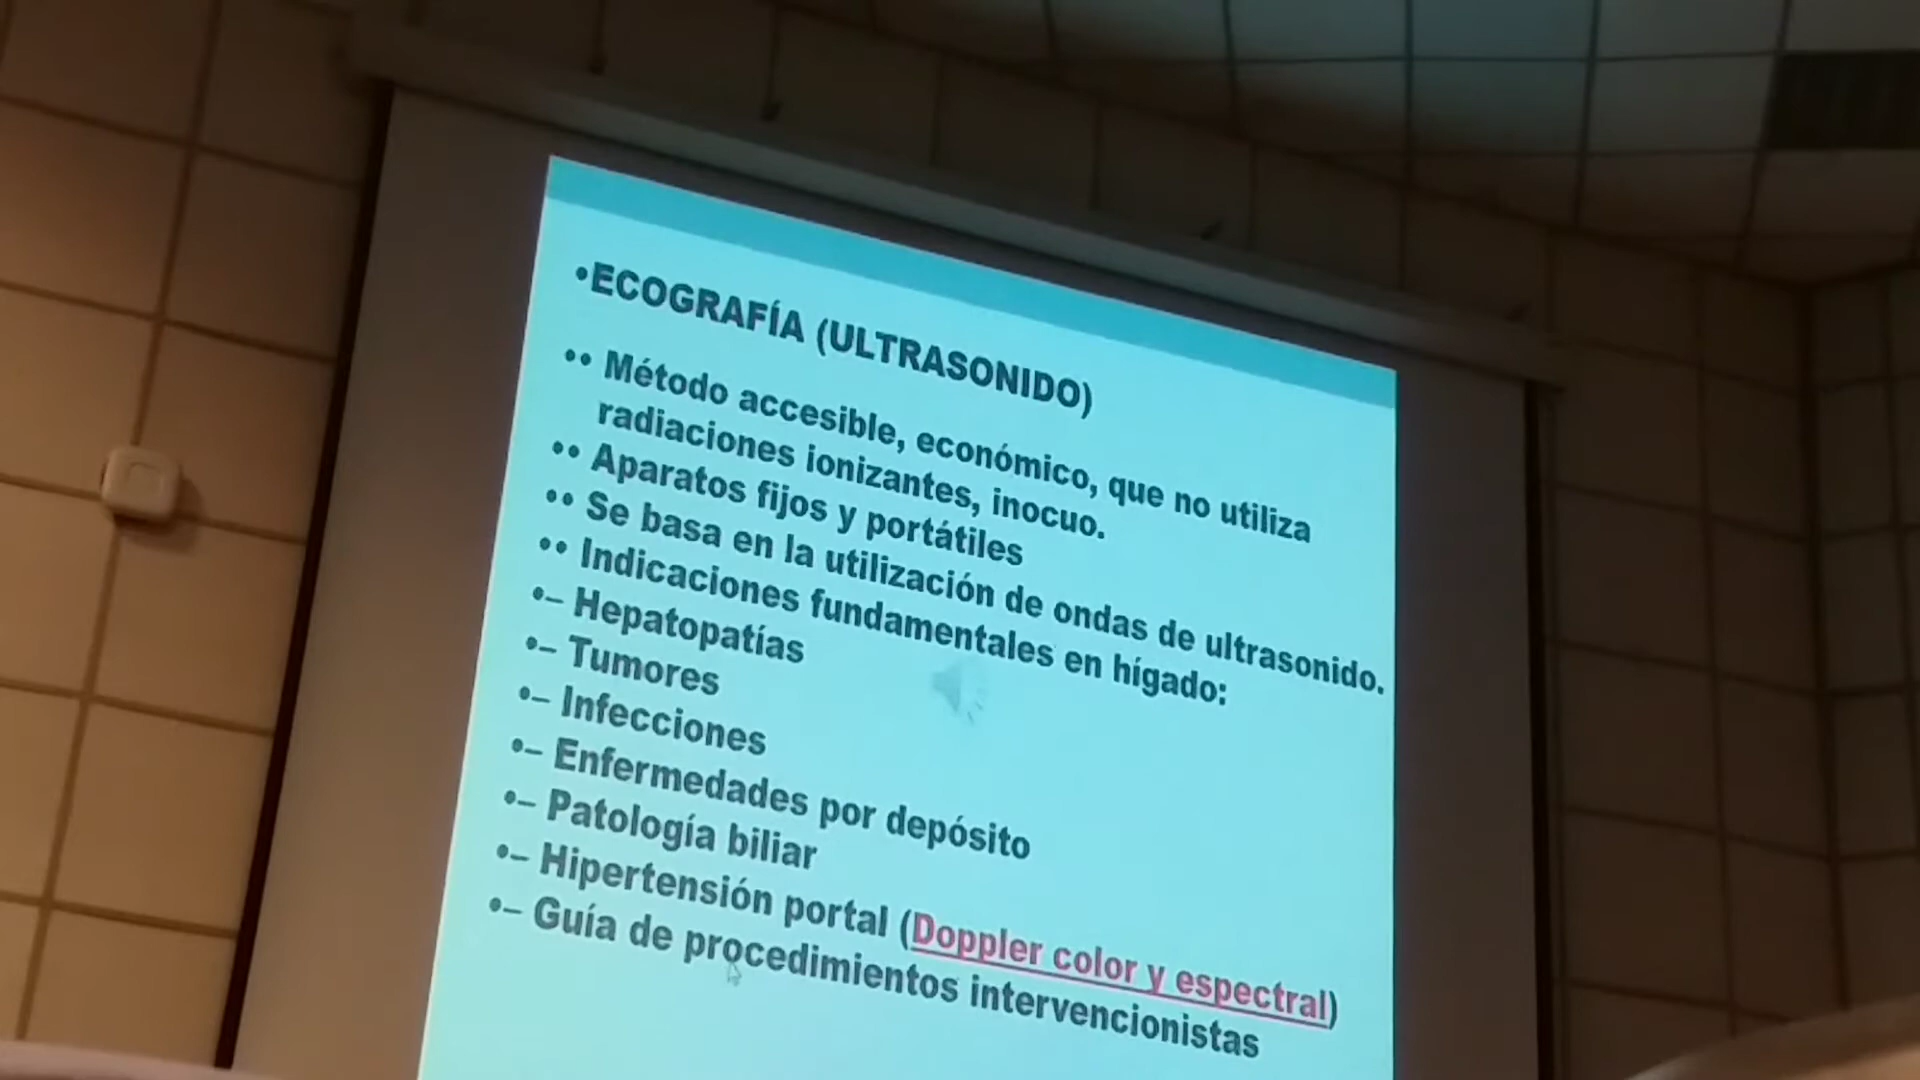 •ECOGRAFÍA (ULTRASONIDO)
•• Método accesible, económico, que no utiliza
radiaciones ionizantes, inocuo.
•• Aparatos fijos y portátiles
•• Se basa en la utilización de ondas de ultrasonido.
•• Indicaciones fundamentales en hígado:
•– Hepatopatías
•– Tumores
•– Infecciones
•– Enfermedades por depósito
•– Patología biliar
•– Hipertensión portal (Doppler color y espectral)
•– Guía de procedimientos intervencionistas